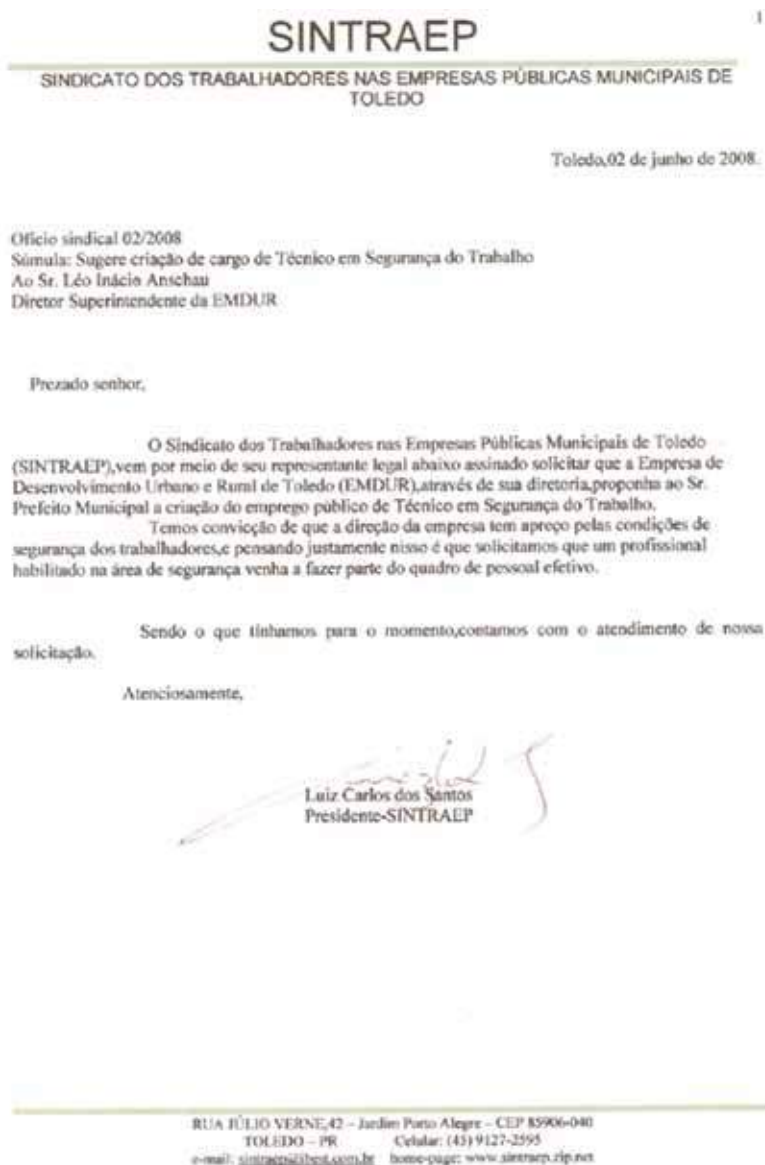 1
SINTRAEP
SINDICATO DOS TRABALHADORES NAS EMPRESAS PÚBLICAS MUNICIPAIS DE
TOLEDO
Toledo,02 de junho de 2008.
Oficio sindical 02/2008
Súmula: Sugere criação de cargo de Técnico em Segurança do Trabalho
Ao Sr. Léo Inácio Anschau
Diretor Superintendente da EMDUR
Prezado senhor,
O Sindicato dos Trabalhadores nas Empresas Públicas Municipais de Toledo
(SINTRAEP),vem por meio de seu representante legal abaixo assinado solicitar que a Empresa de
Desenvolvimento Urbano e Rural de Toledo (EMDUR),através de sua diretoria,proponha ao Sr.
Prefeito Municipal a criação do emprego público de Técnico em Segurança do Trabalho.
Temos convicção de que a direção da empresa tem apreço pelas condições de
segurança dos trabalhadores,e pensando justamente nisso é que solicitamos que um profissional
habilitado na área de segurança venha a fazer parte do quadro de pessoal efetivo.
Sendo o que tínhamos para o momento,contamos com o atendimento de nossa
solicitação.
Atenciosamente,
Luiz Carlos dos Santos
Presidente-SINTRAEP
RUA JÚLIO VERNE,42 – Jardim Porto Alegre – CEP 85906-040
TOLEDO – PR Celular: (45) 9127-2595
e-mail: sintraep@ibest.com.br home-page: www.sintraep.zip.net